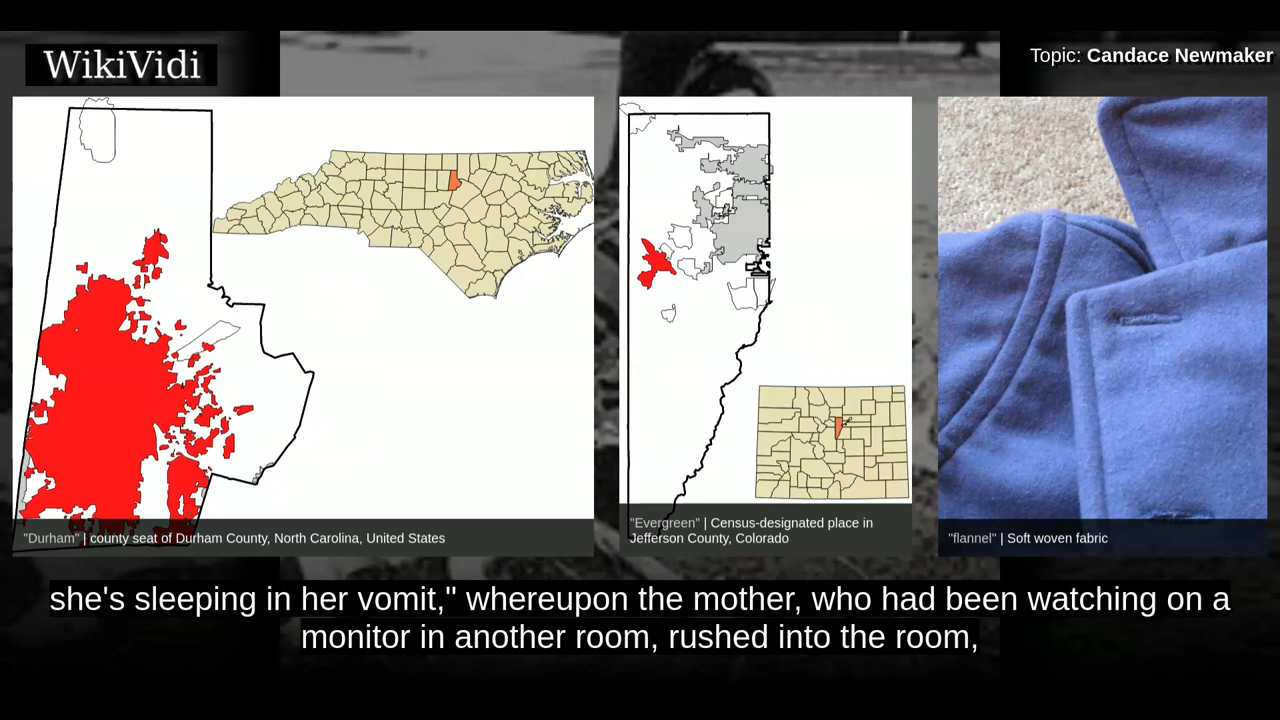 WikiVidi
Topic: Candace Newmaker
"Durham" | county seat of Durham County, North Carolina, United States
"Evergreen" | Census-designated place in
Jefferson County, Colorado
"flannel" | Soft woven fabric
she's sleeping in her vomit," whereupon the mother, who had been watching on a
monitor in another room, rushed into the room,